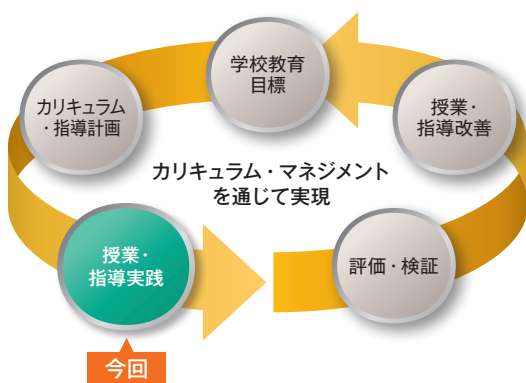 学校教育
目標
カリキュラム
・指導計画
授業・
指導改善
カリキュラム・マネジメント
を通じて実現
授業・
指導実践
評価・検証
今回